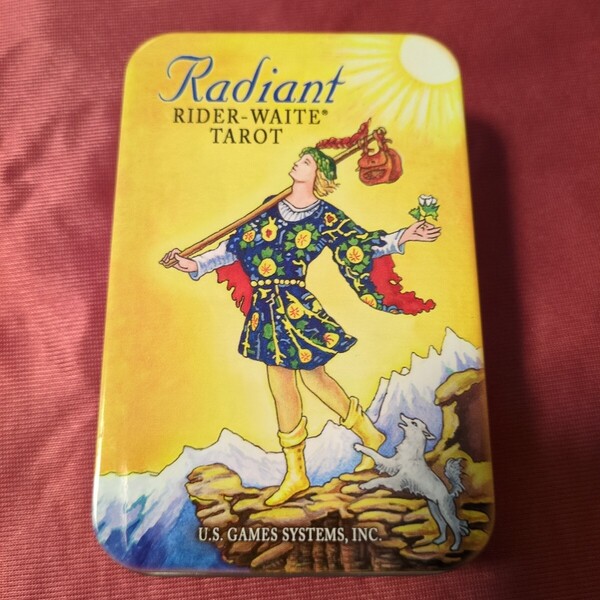 Radiant
RIDER-WAITE®
TAROT
U.S. GAMES SYSTEMS, INC.